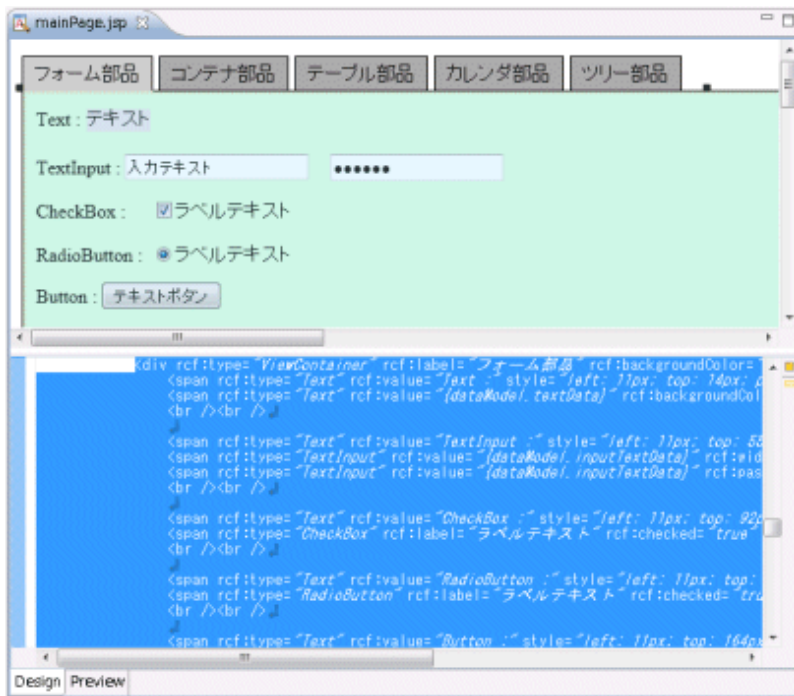 mainPage.jsp
フォーム部品 コンテナ部品 テーブル部品 カレンダ部品 ツリー部品
Text : テキスト
TextInput : 入力テキスト ●●●●●●
CheckBox : ラベルテキスト
RadioButton : ラベルテキスト
Button : テキストボタン
<div rcf:type="ViewContainer" rcf:label="フォーム部品" rcf:backgroundColor=
<span rcf:type="Text" rcf:value="Text :" style="left: 11px; top: 14px; p
<span rcf:type="Text" rcf:value="{dataModel.textData}" rcf:backgroundCol
<br /><br />
<span rcf:type="Text" rcf:value="TextInput :" style="left: 11px; top: 55
<span rcf:type="TextInput" rcf:value="{dataModel.inputTextData}" rcf:wid
<span rcf:type="TextInput" rcf:value="{dataModel.inputTextData}" rcf:pas
<br /><br />
<span rcf:type="Text" rcf:value="CheckBox :" style="left: 11px; top: 92p
<span rcf:type="CheckBox" rcf:label="ラベルテキスト" rcf:checked="true"
<br /><br />
<span rcf:type="Text" rcf:value="RadioButton :" style="left: 11px; top:
<span rcf:type="RadioButton" rcf:label="ラベルテキスト" rcf:checked="tru
<br /><br />
<span rcf:type="Text" rcf:value="Button :" style="left: 11px; top: 164px
Design Preview